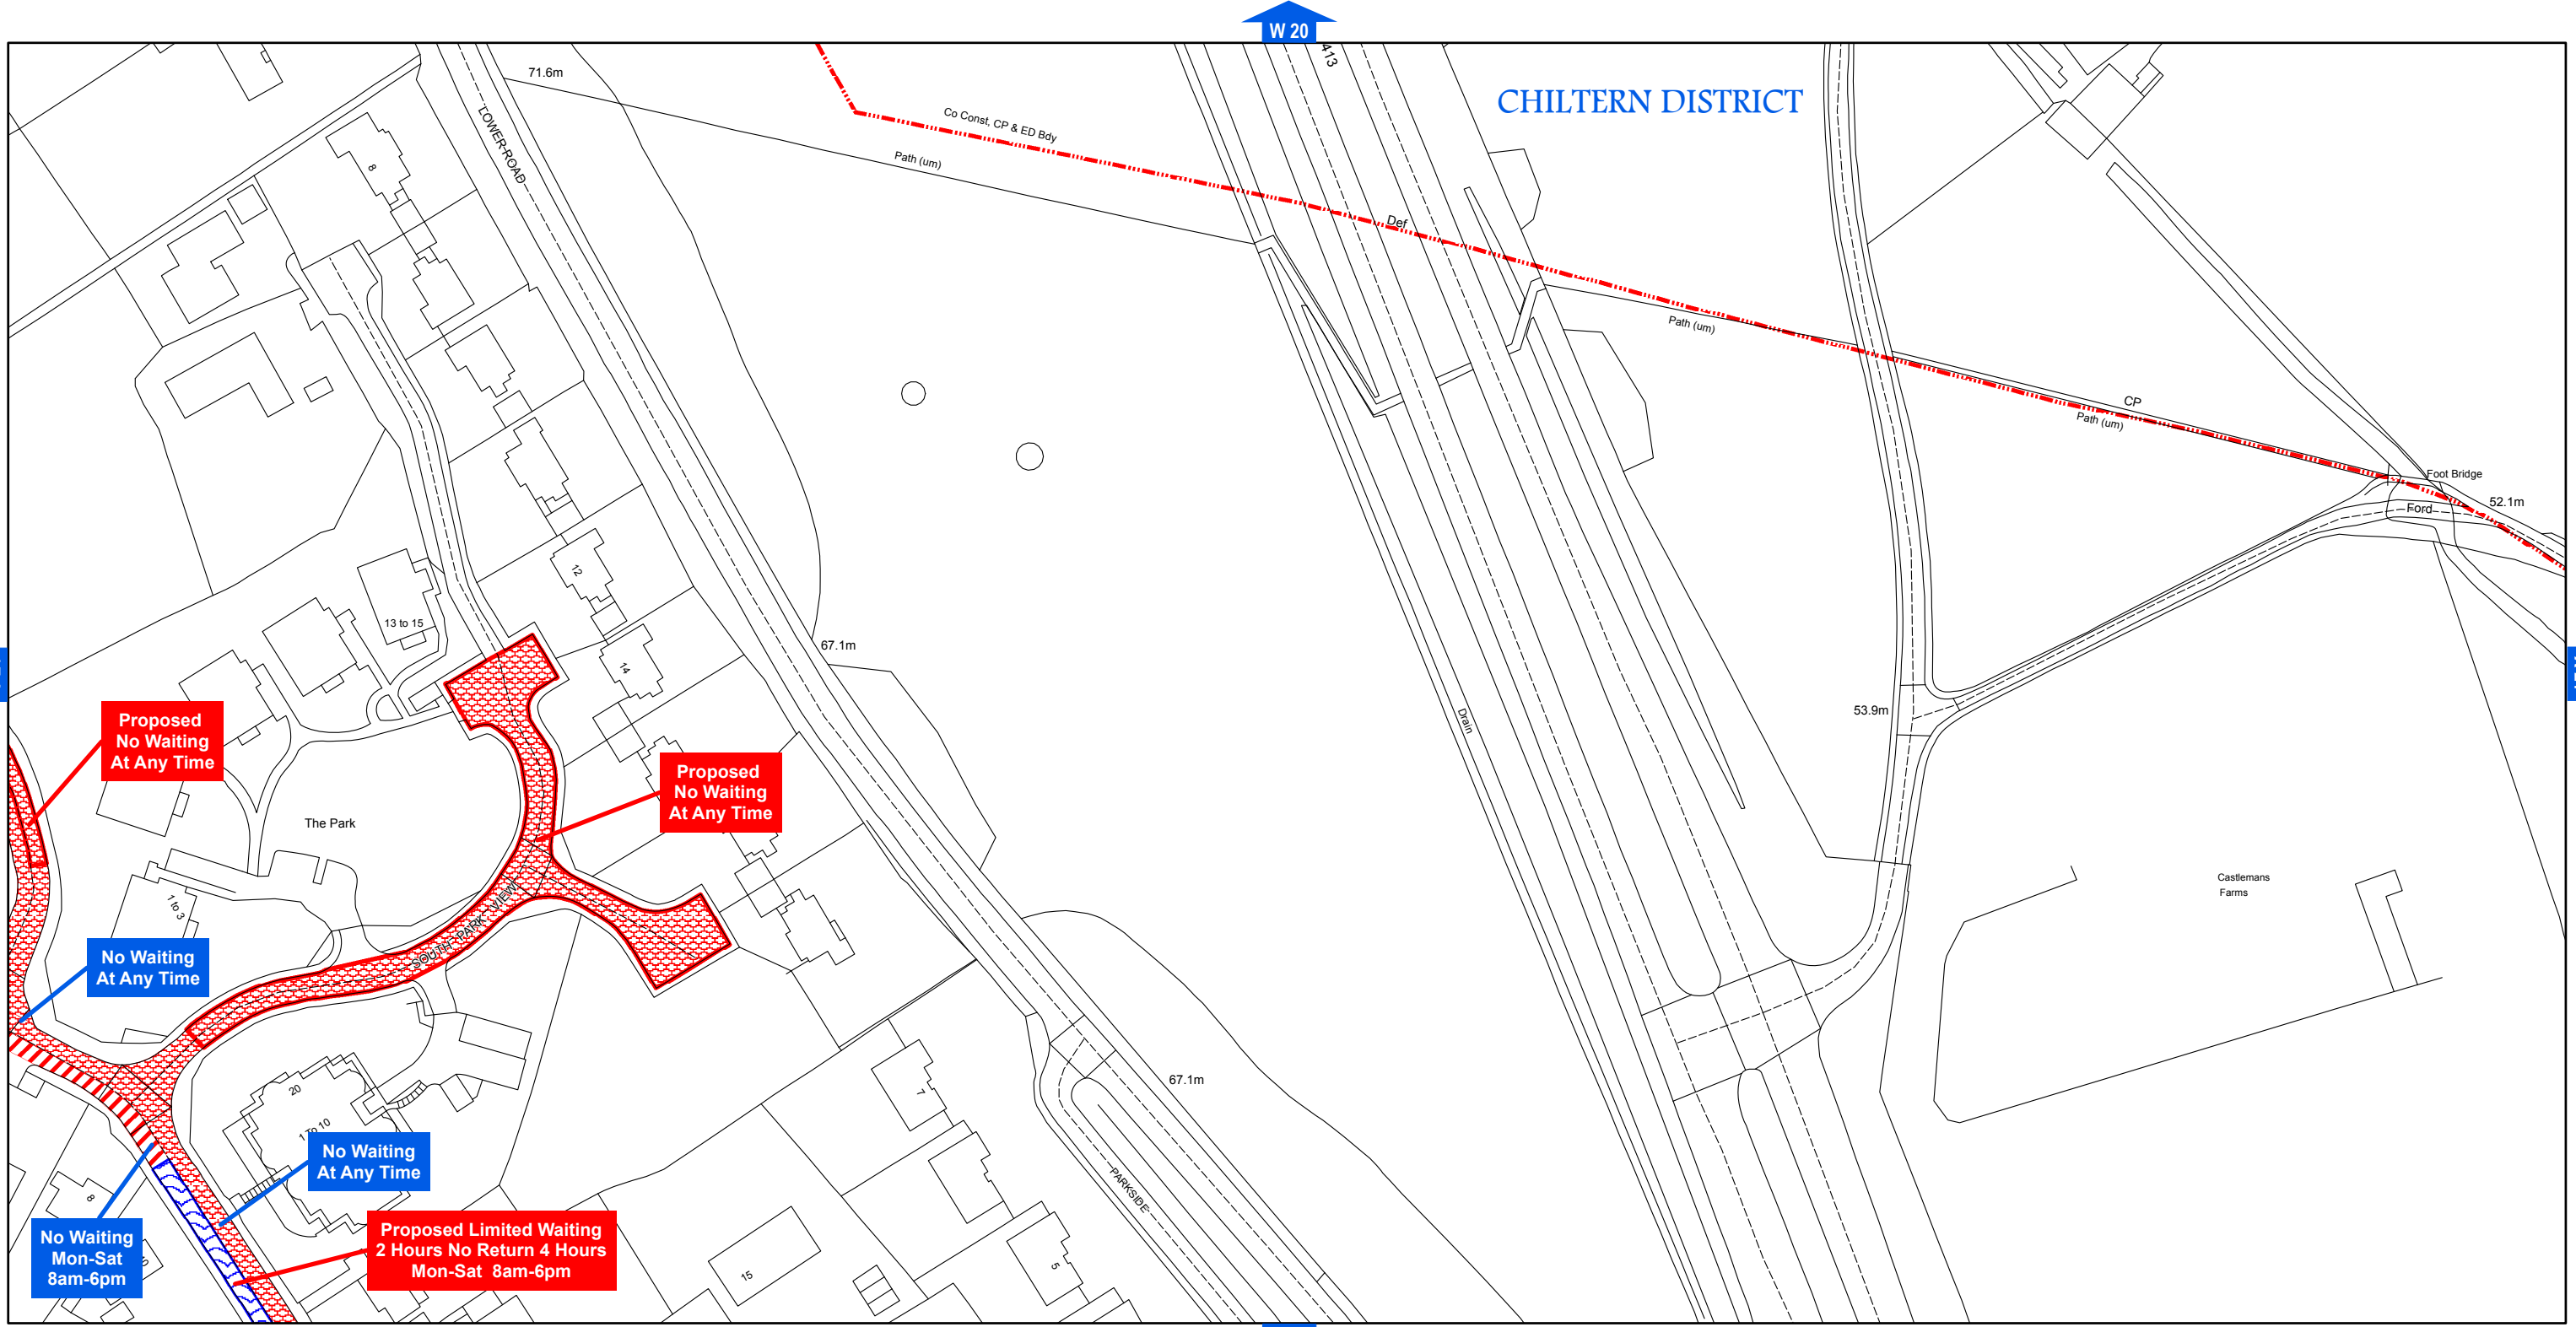 W 20
CHILTERN DISTRICT
413
71.6m
LOWER ROAD
Co Const, CP & ED Bdy
Path (um)
8
Def
Path (um)
CP
Path (um)
Foot Bridge
52.1m
Ford
12
13 to 15
14
67.1m
53.9m
Drain
Proposed
No Waiting
At Any Time
Proposed
No Waiting
At Any Time
The Park
Castlemans
Farms
1 to 3
SOUTH PARK VIEW
No Waiting
At Any Time
67.1m
7
20
1 To 10
No Waiting
At Any Time
PARKSIDE
8
No Waiting
Mon-Sat
8am-6pm
Proposed Limited Waiting
2 Hours No Return 4 Hours
Mon-Sat 8am-6pm
15
5